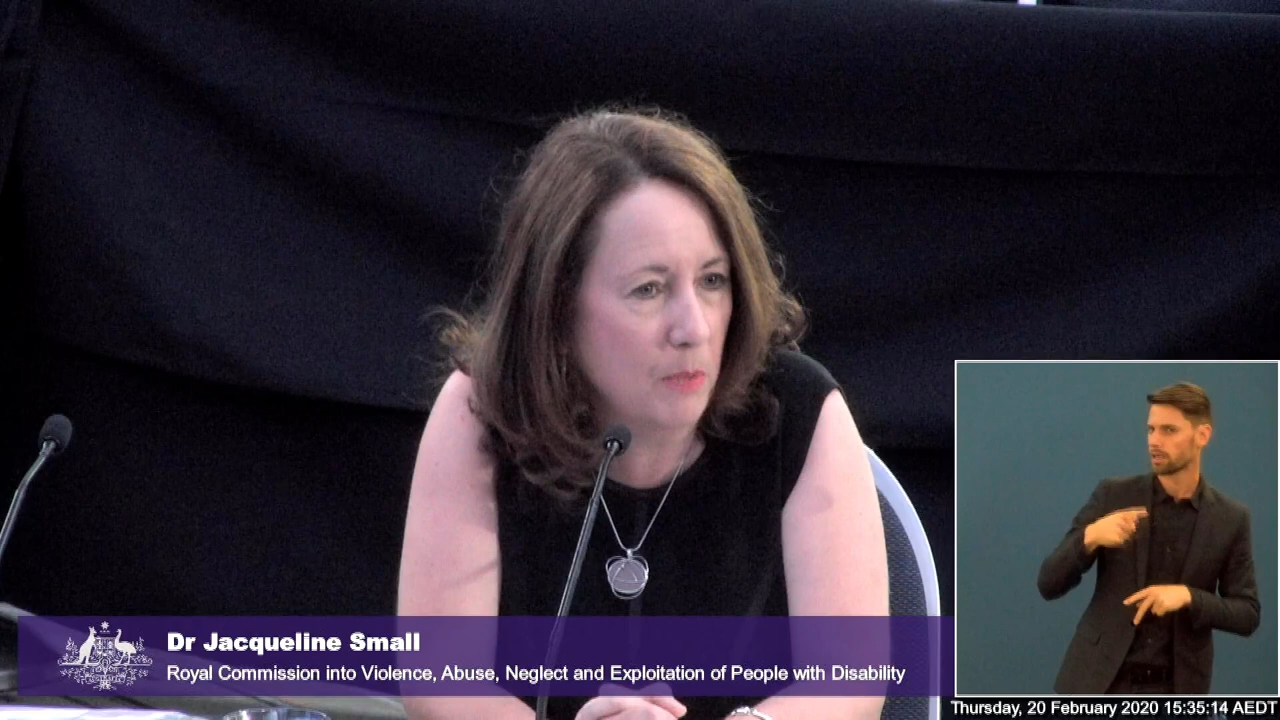 Dr Jacqueline Small
Royal Commission into Violence, Abuse, Neglect and Exploitation of People with Disability
Thursday, 20 February 2020 15:35:14 AEDT